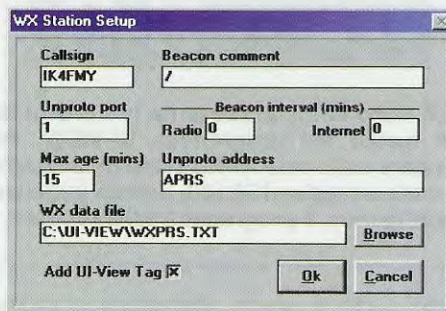 WX Station Setup
Callsign Beacon comment
IK4FMY /
Unproto port Beacon interval (mins)
1 Radio 0 Internet 0
Max age (mins) Unproto address
15 APRS
WX data file
C:\UI-VIEW\WXPRS.TXT Browse
Add UI-View Tag Ok Cancel